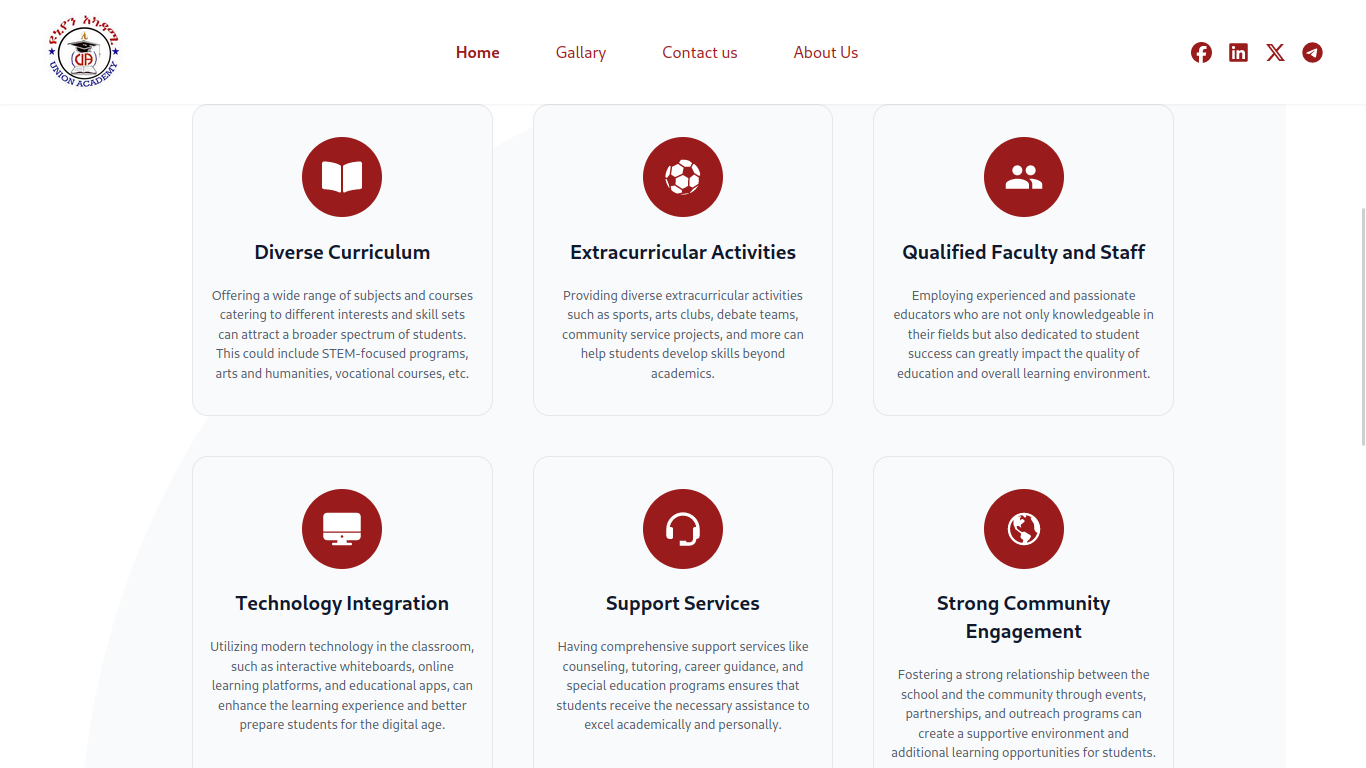 ዩኒየን አካዳሚ
UA
UNION ACADEMY
Home
Gallary
Contact us
About Us
Diverse Curriculum
Offering a wide range of subjects and courses
catering to different interests and skill sets
can attract a broader spectrum of students.
This could include STEM-focused programs,
arts and humanities, vocational courses, etc.
Extracurricular Activities
Providing diverse extracurricular activities
such as sports, arts clubs, debate teams,
community service projects, and more can
help students develop skills beyond
academics.
Qualified Faculty and Staff
Employing experienced and passionate
educators who are not only knowledgeable in
their fields but also dedicated to student
success can greatly impact the quality of
education and overall learning environment.
Technology Integration
Utilizing modern technology in the classroom,
such as interactive whiteboards, online
learning platforms, and educational apps, can
enhance the learning experience and better
prepare students for the digital age.
Support Services
Having comprehensive support services like
counseling, tutoring, career guidance, and
special education programs ensures that
students receive the necessary assistance to
excel academically and personally.
Strong Community
Engagement
Fostering a strong relationship between the
school and the community through events,
partnerships, and outreach programs can
create a supportive environment and
additional learning opportunities for students.